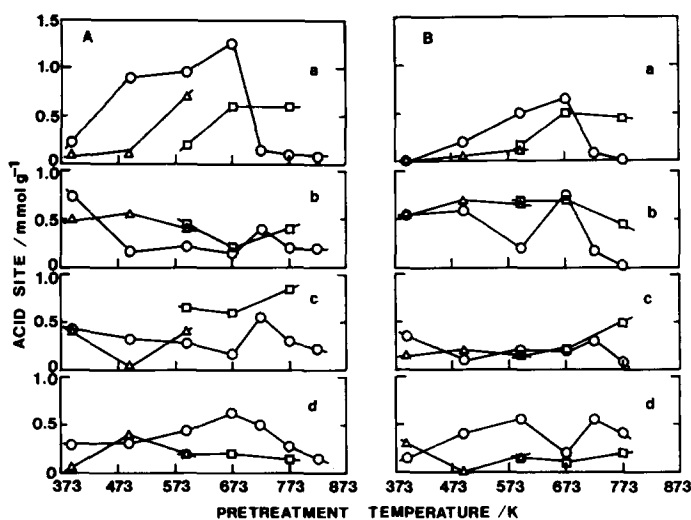 A
B
1.5
1.0
0.5
0
a
a
1.0
0.5
0
b
b
1.0
0.5
0
c
c
1.0
0.5
0
d
d
373 473 573 673 773 873
373 473 573 673 773 873
ACID SITE / mmol g⁻¹
PRETREATMENT TEMPERATURE /K